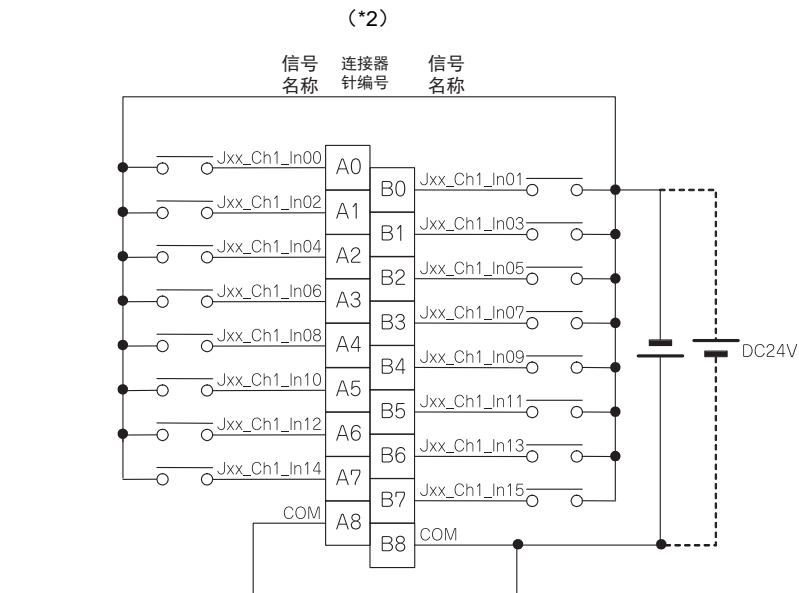 （*2）
信号 连接器 信号
名称 针编号 名称
Jxx_Ch1_In00 A0
B0 Jxx_Ch1_In01
Jxx_Ch1_In02 A1
B1 Jxx_Ch1_In03
Jxx_Ch1_In04 A2
B2 Jxx_Ch1_In05
Jxx_Ch1_In06 A3
B3 Jxx_Ch1_In07
Jxx_Ch1_In08 A4
DC24V
B4 Jxx_Ch1_In09
Jxx_Ch1_In10 A5
B5 Jxx_Ch1_In11
Jxx_Ch1_In12 A6
B6 Jxx_Ch1_In13
Jxx_Ch1_In14 A7
B7 Jxx_Ch1_In15
COM A8
B8 COM